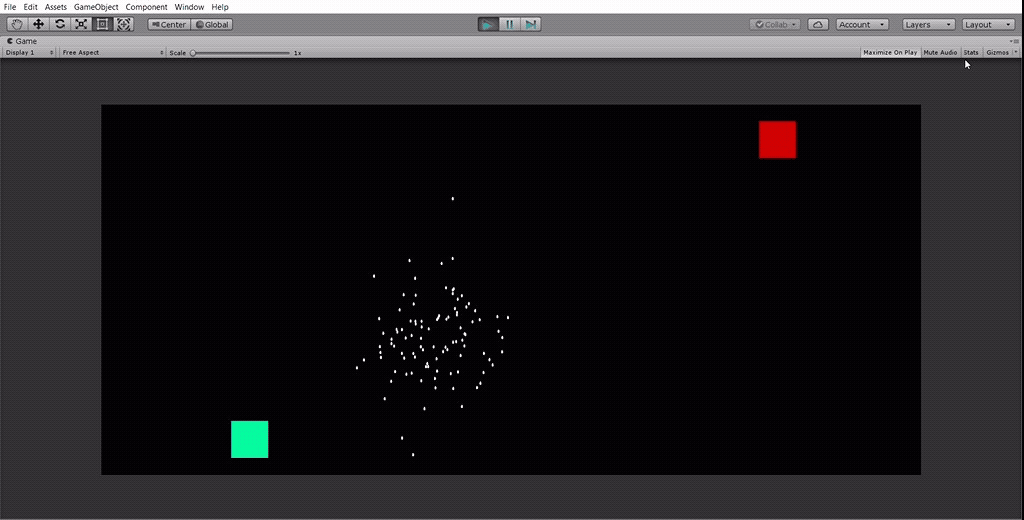 File Edit Assets GameObject Component Window Help
Center Global Collab Account Layers Layout
Game
Display 1 Free Aspect Scale 1x Maximize On Play Mute Audio Stats Gizmos